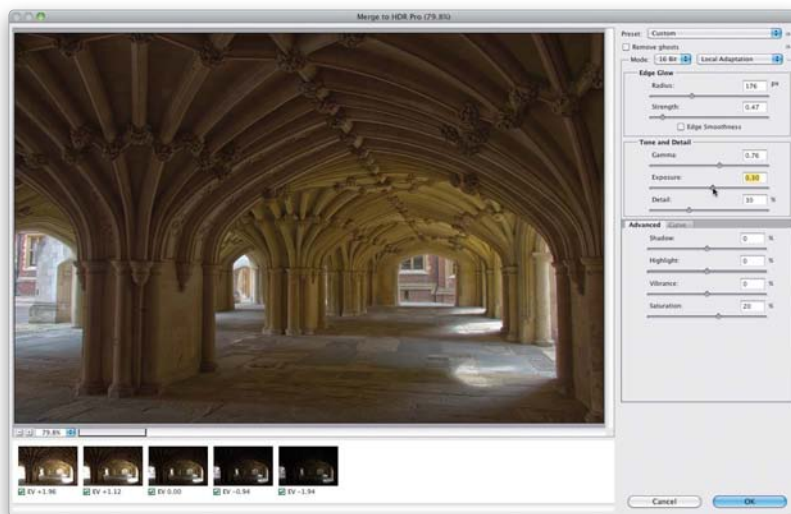 Merge to HDR Pro (79.8%)
Preset: Custom
Remove ghosts
Mode: 16 Bit Local Adaptation
Edge Glow
Radius: 176 px
Strength: 0.47
Edge Smoothness
Tone and Detail
Gamma: 0.76
Exposure: 0.30
Detail: 30 %
Advanced Curve
Shadow: 0 %
Highlight: 0 %
Vibrance: 0 %
Saturation: 20 %
79.8%
EV +1.96 EV +1.12 EV 0.00 EV -0.94 EV -1.94
Cancel OK